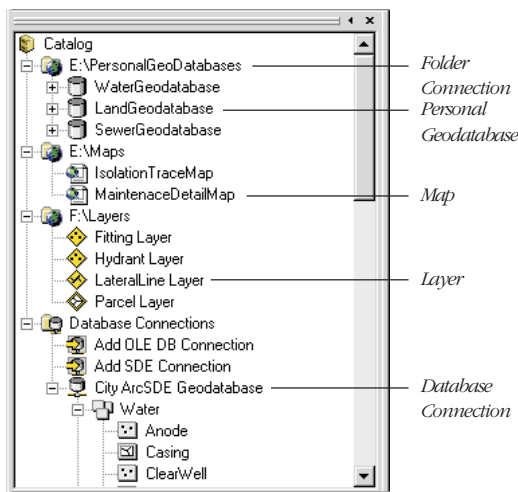 Catalog
E:\PersonalGeoDatabases
WaterGeodatabase
LandGeodatabase
SewerGeodatabase
E:\Maps
IsolationTraceMap
MaintenaceDetailMap
F:\Layers
Fitting Layer
Hydrant Layer
LateralLine Layer
Parcel Layer
Database Connections
Add OLE DB Connection
Add SDE Connection
City ArcSDE Geodatabase
Water
Anode
Casing
ClearWell
Folder
Connection
Personal
Geodatabase
Map
Layer
Database
Connection